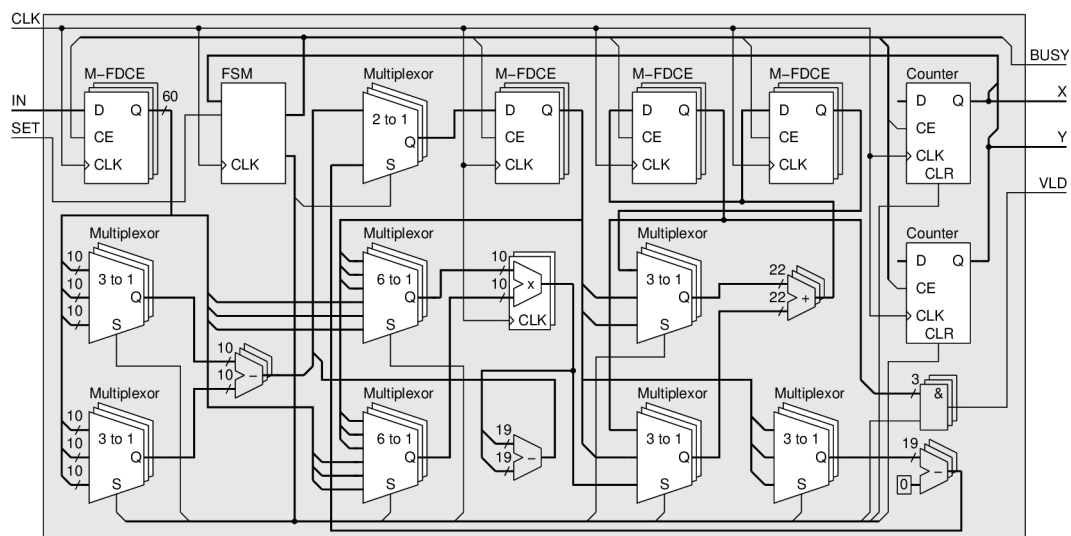 CLK
BUSY
M-FDCE FSM Multiplexor M-FDCE M-FDCE M-FDCE Counter
IN D Q 60 2 to 1 D Q D Q D Q D Q X
SET CE Q CE CE CE CE Y
CLK CLK S CLK CLK CLK CLK
CLR VLD
Multiplexor Multiplexor Multiplexor Counter
10 3 to 1 6 to 1 10 x 3 to 1 22 + D Q
10 Q Q 10 Q 22 CE
10 S S CLK S CLK
CLR
10 −
10
Multiplexor Multiplexor Multiplexor Multiplexor 3 &
10 3 to 1 6 to 1 19 − 3 to 1 3 to 1 19 −
10 Q Q 19 Q Q 0
10 S S S S